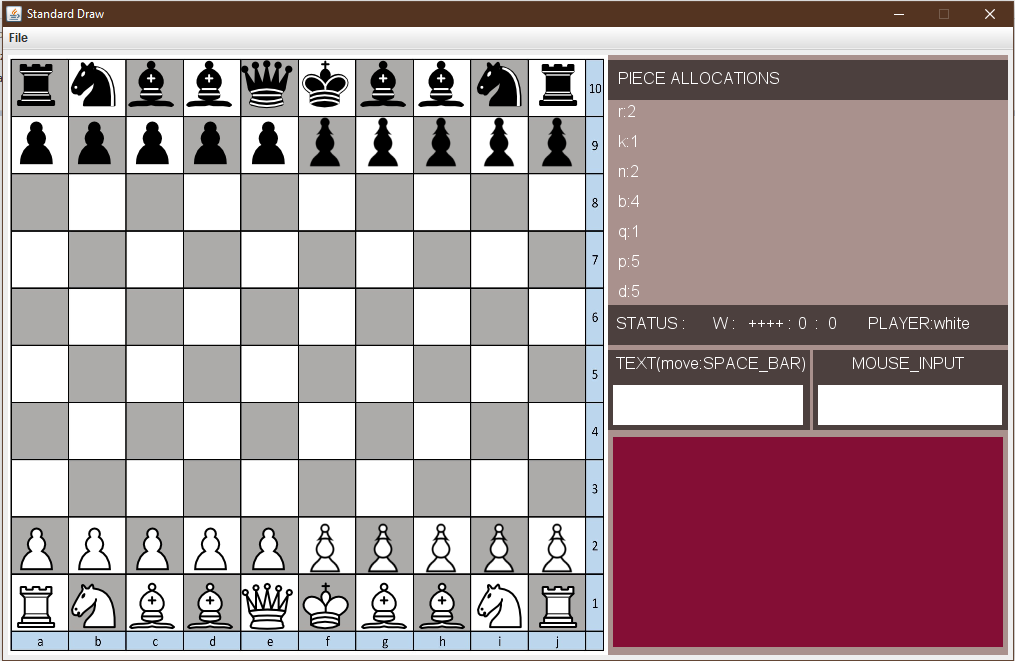 Standard Draw
File
10
9
8
7
6
5
4
3
2
1
a b c d e f g h i j
PIECE ALLOCATIONS
r:2
k:1
n:2
b:4
q:1
p:5
d:5
STATUS : W : ++++ : 0 : 0 PLAYER:white
TEXT(move:SPACE_BAR) MOUSE_INPUT